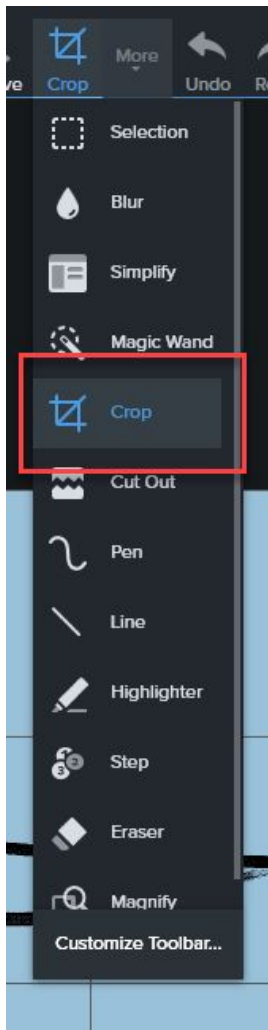 ve Crop More Undo R
Selection
Blur
Simplify
Magic Wand
Crop
Cut Out
Pen
Line
Highlighter
Step
Eraser
Magnify
Customize Toolbar...